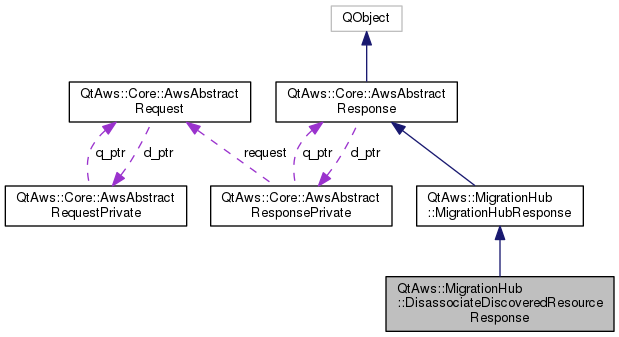 QObject
QtAws::Core::AwsAbstract
Request
QtAws::Core::AwsAbstract
Response
q_ptr
d_ptr
request
q_ptr
d_ptr
QtAws::Core::AwsAbstract
RequestPrivate
QtAws::Core::AwsAbstract
ResponsePrivate
QtAws::MigrationHub
::MigrationHubResponse
QtAws::MigrationHub
::DisassociateDiscoveredResource
Response